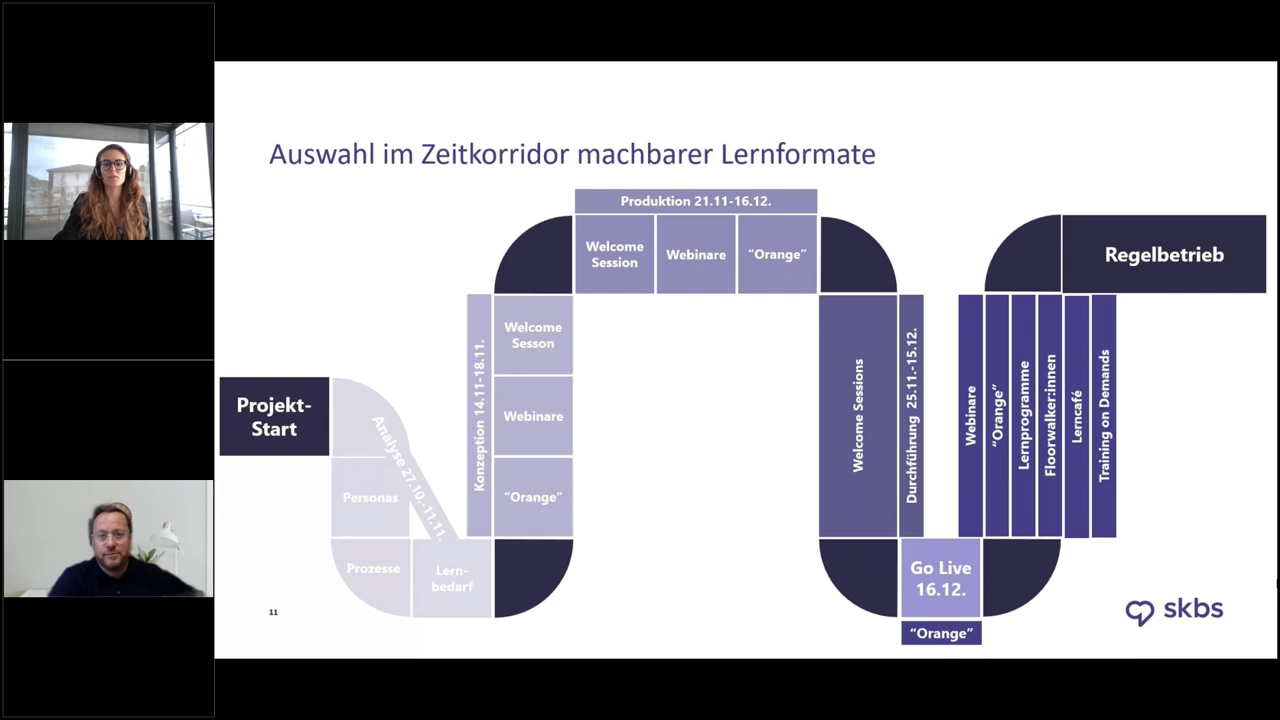 Auswahl im Zeitkorridor machbarer Lernformate
Projekt-
Start
Analyse 27.10.-11.11.
Personas
Prozesse
Lern-
bedarf
Konzeption 14.11-18.11.
Welcome
Sesson
Webinare
“Orange”
Produktion 21.11-16.12.
Welcome
Session
Webinare
“Orange”
Welcome Sessions
Durchführung 25.11.-15.12.
Go Live
16.12.
“Orange”
Webinare
“Orange”
Lernprogramme
Floorwalker:innen
Lerncafé
Training on Demands
Regelbetrieb
11
skbs